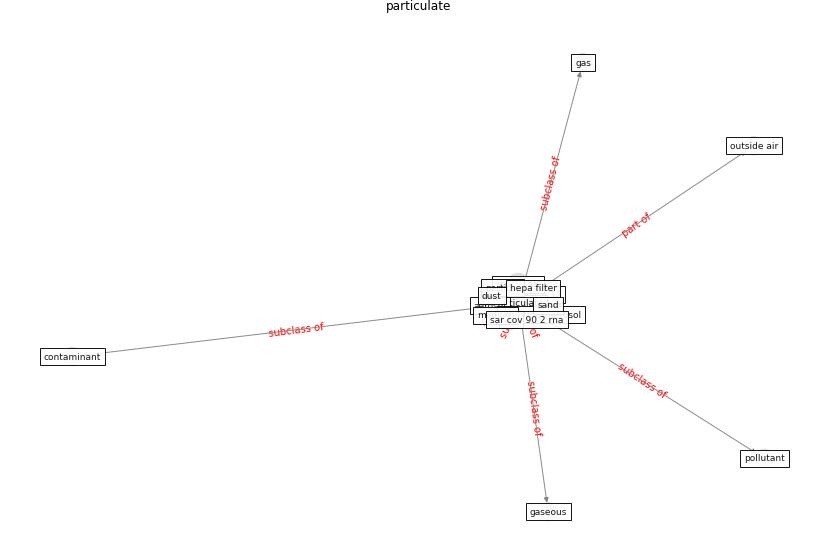 particulate
gas
outside air
subclass of
part of
hepa filter
dust
sand
sar cov 90 2 rna
subclass of
contaminant
subclass of
subclass of
pollutant
gaseous